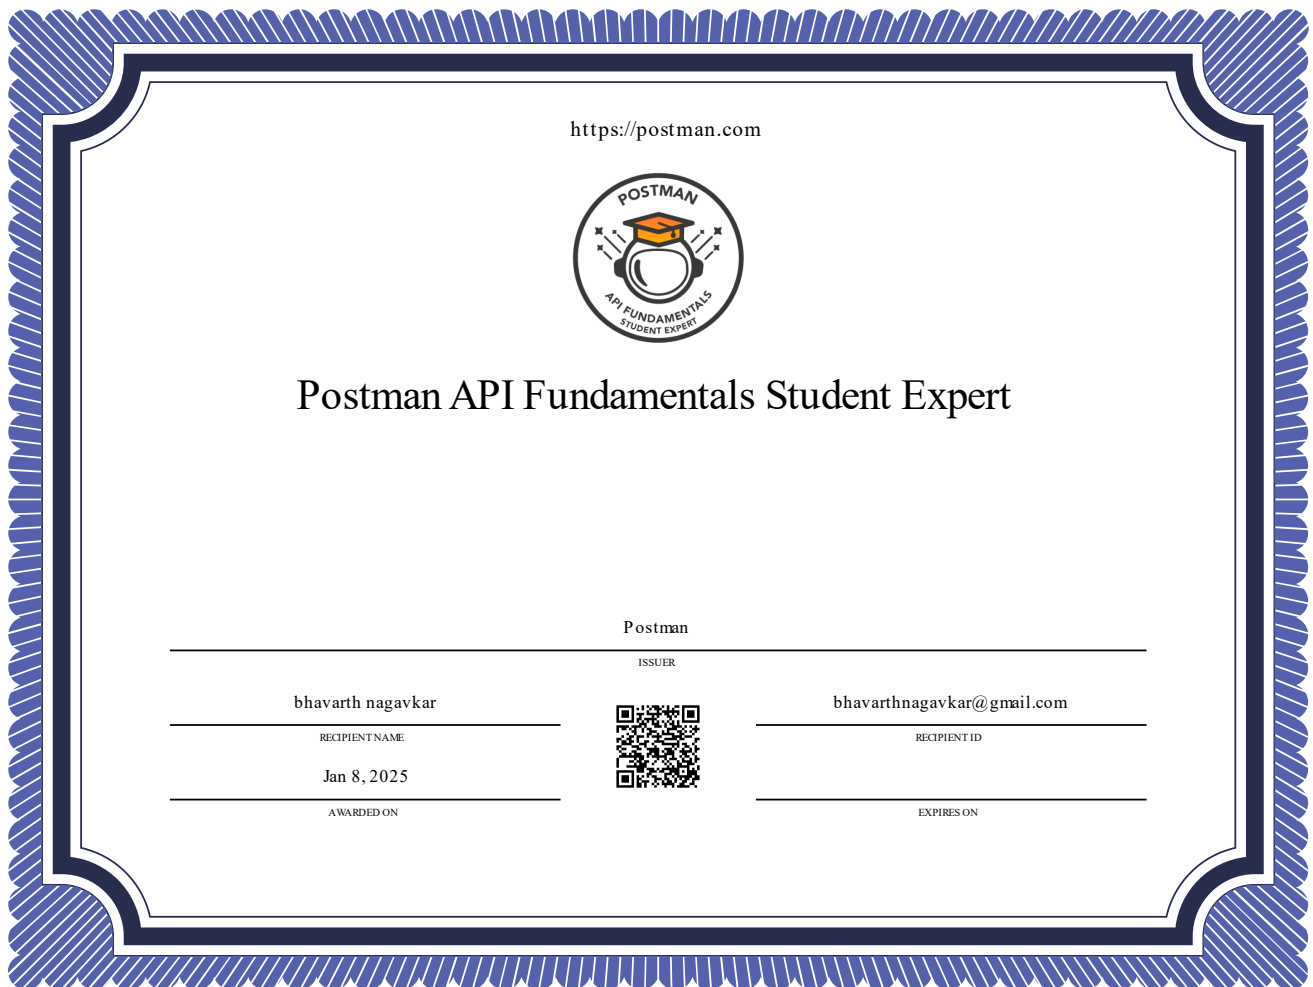 https://postman.com
POSTMAN
API FUNDAMENTALS
STUDENT EXPERT
Postman API Fundamentals Student Expert
Postman
ISSUER
bhavarth nagavkar
RECIPIENT NAME
bhavarthnagavkar@gmail.com
RECIPIENT ID
Jan 8, 2025
AWARDED ON
EXPIRES ON